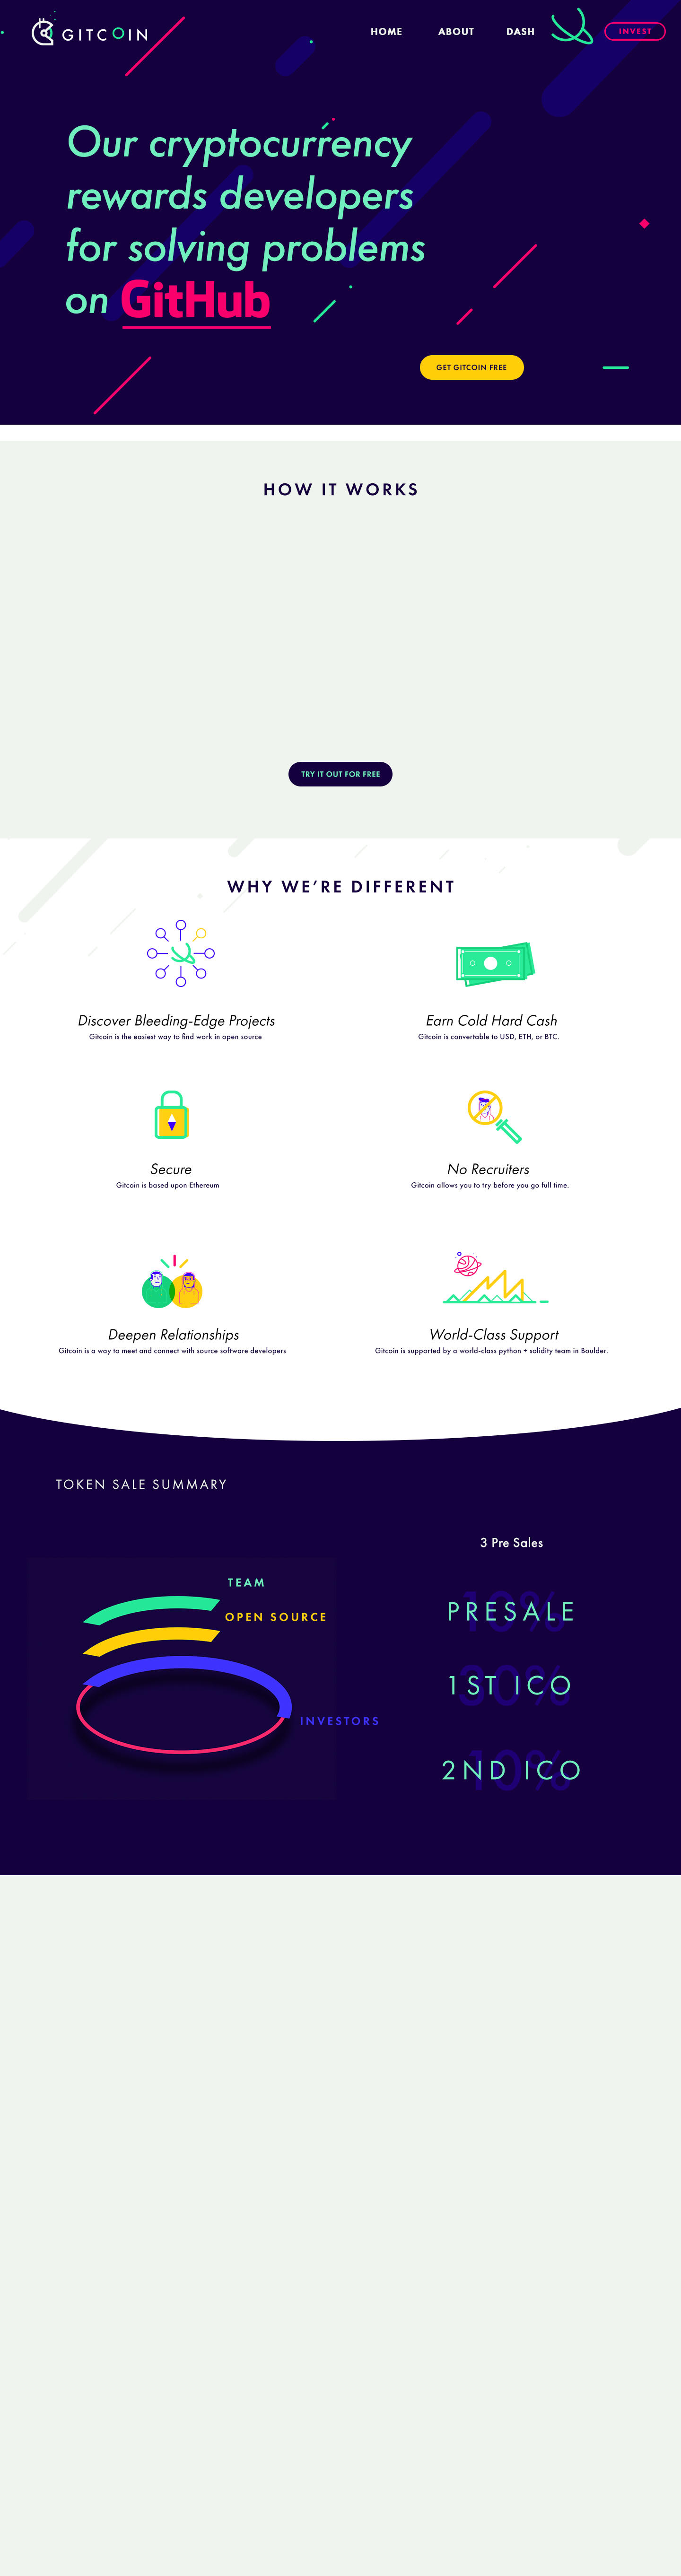 GITCOIN
HOME ABOUT DASH INVEST
Our cryptocurrency
rewards developers
for solving problems
on GitHub
GET GITCOIN FREE
HOW IT WORKS
TRY IT OUT FOR FREE
WHY WE’RE DIFFERENT
Discover Bleeding-Edge Projects
Gitcoin is the easiest way to find work in open source
Earn Cold Hard Cash
Gitcoin is convertable to USD, ETH, or BTC.
Secure
Gitcoin is based upon Ethereum
No Recruiters
Gitcoin allows you to try before you go full time.
Deepen Relationships
Gitcoin is a way to meet and connect with source software developers
World-Class Support
Gitcoin is supported by a world-class python + solidity team in Boulder.
TOKEN SALE SUMMARY
3 Pre Sales
TEAM
OPEN SOURCE
INVESTORS
PRESALE
1ST ICO
2ND ICO